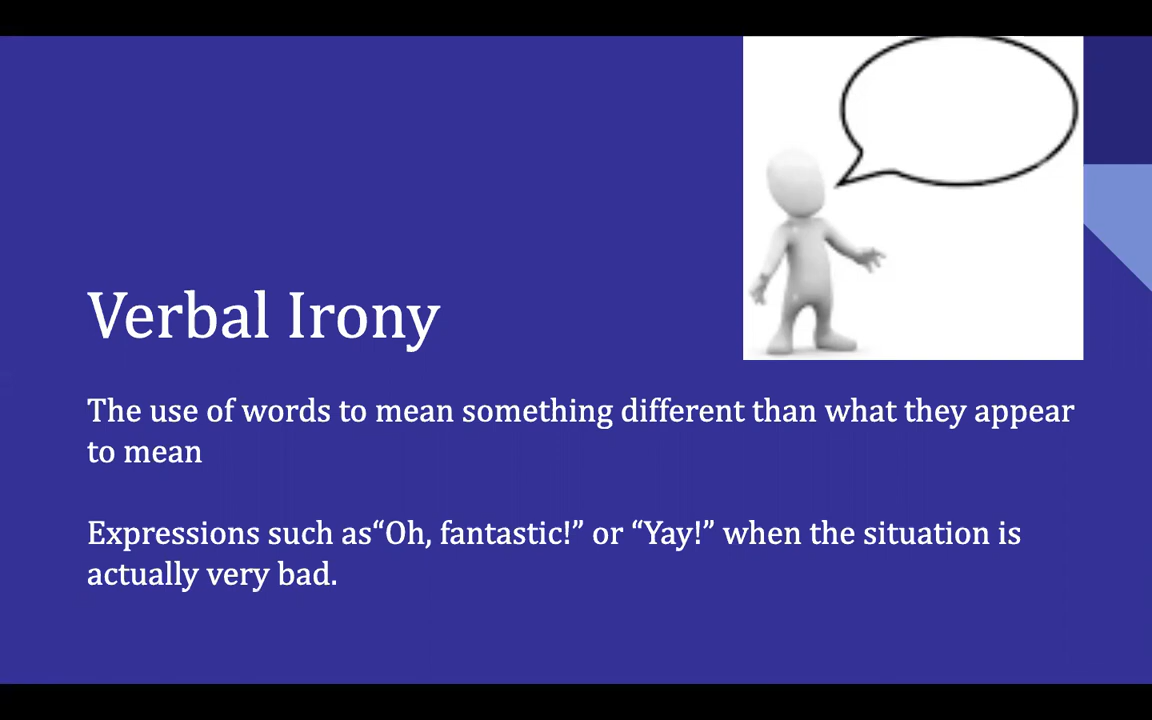 Verbal Irony
The use of words to mean something different than what they appear
to mean
Expressions such as“Oh, fantastic!” or “Yay!” when the situation is
actually very bad.